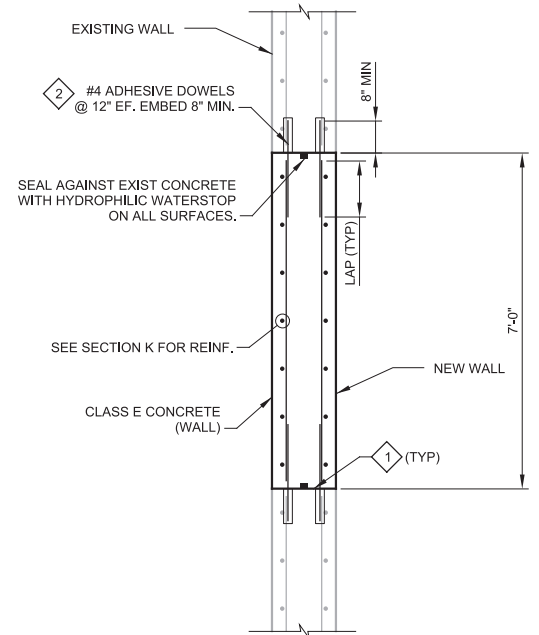 EXISTING WALL
2
#4 ADHESIVE DOWELS
@ 12" EF. EMBED 8" MIN.
8" MIN
SEAL AGAINST EXIST CONCRETE
WITH HYDROPHILIC WATERSTOP
ON ALL SURFACES.
LAP (TYP)
7'-0"
SEE SECTION K FOR REINF.
NEW WALL
CLASS E CONCRETE
(WALL)
1 (TYP)